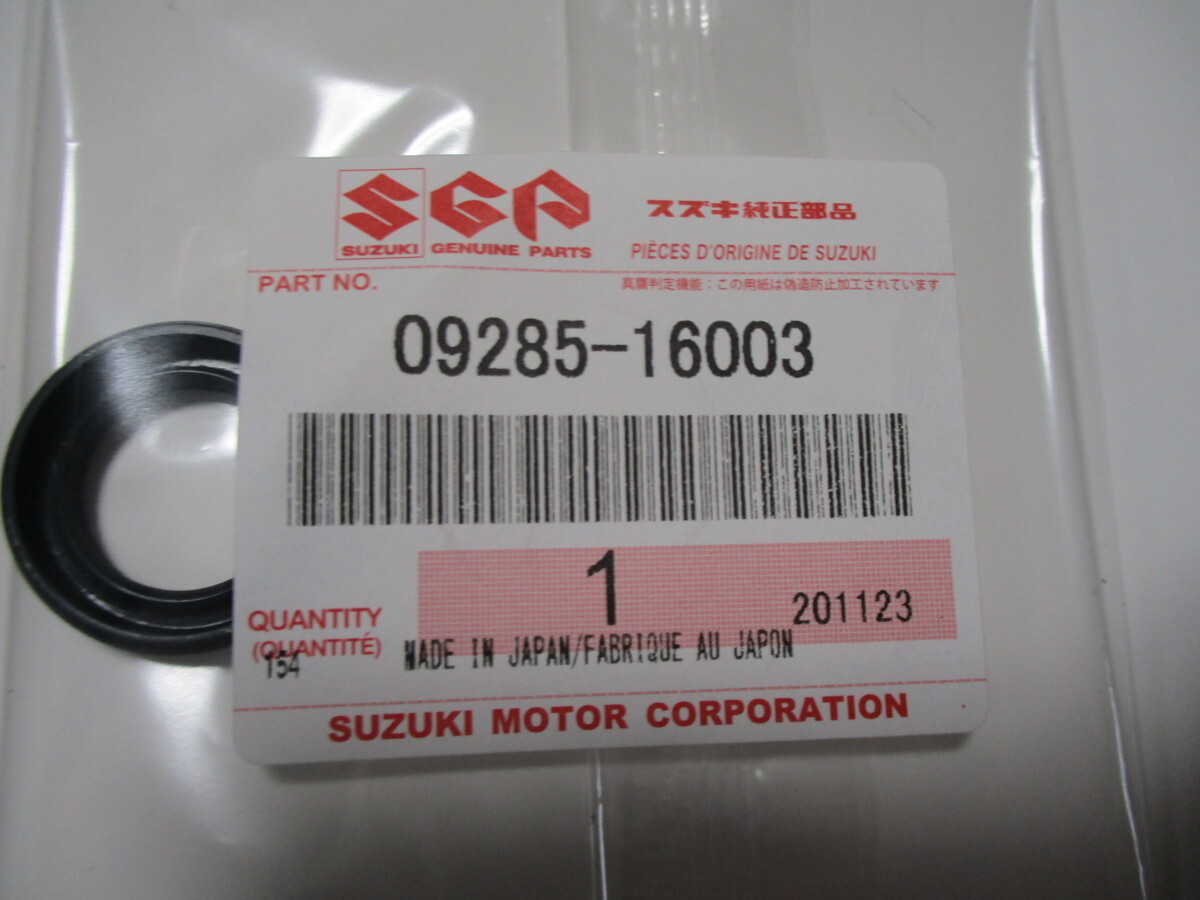 SGP
スズキ純正部品
SUZUKI GENUINE PARTS
PIÈCES D'ORIGINE DE SUZUKI
PART NO.
真贋判定機能：この用紙は偽造防止加工されています
09285-16003
1
201123
QUANTITY
(QUANTITÉ)
154
MADE IN JAPAN/FABRIQUE AU JAPON
SUZUKI MOTOR CORPORATION